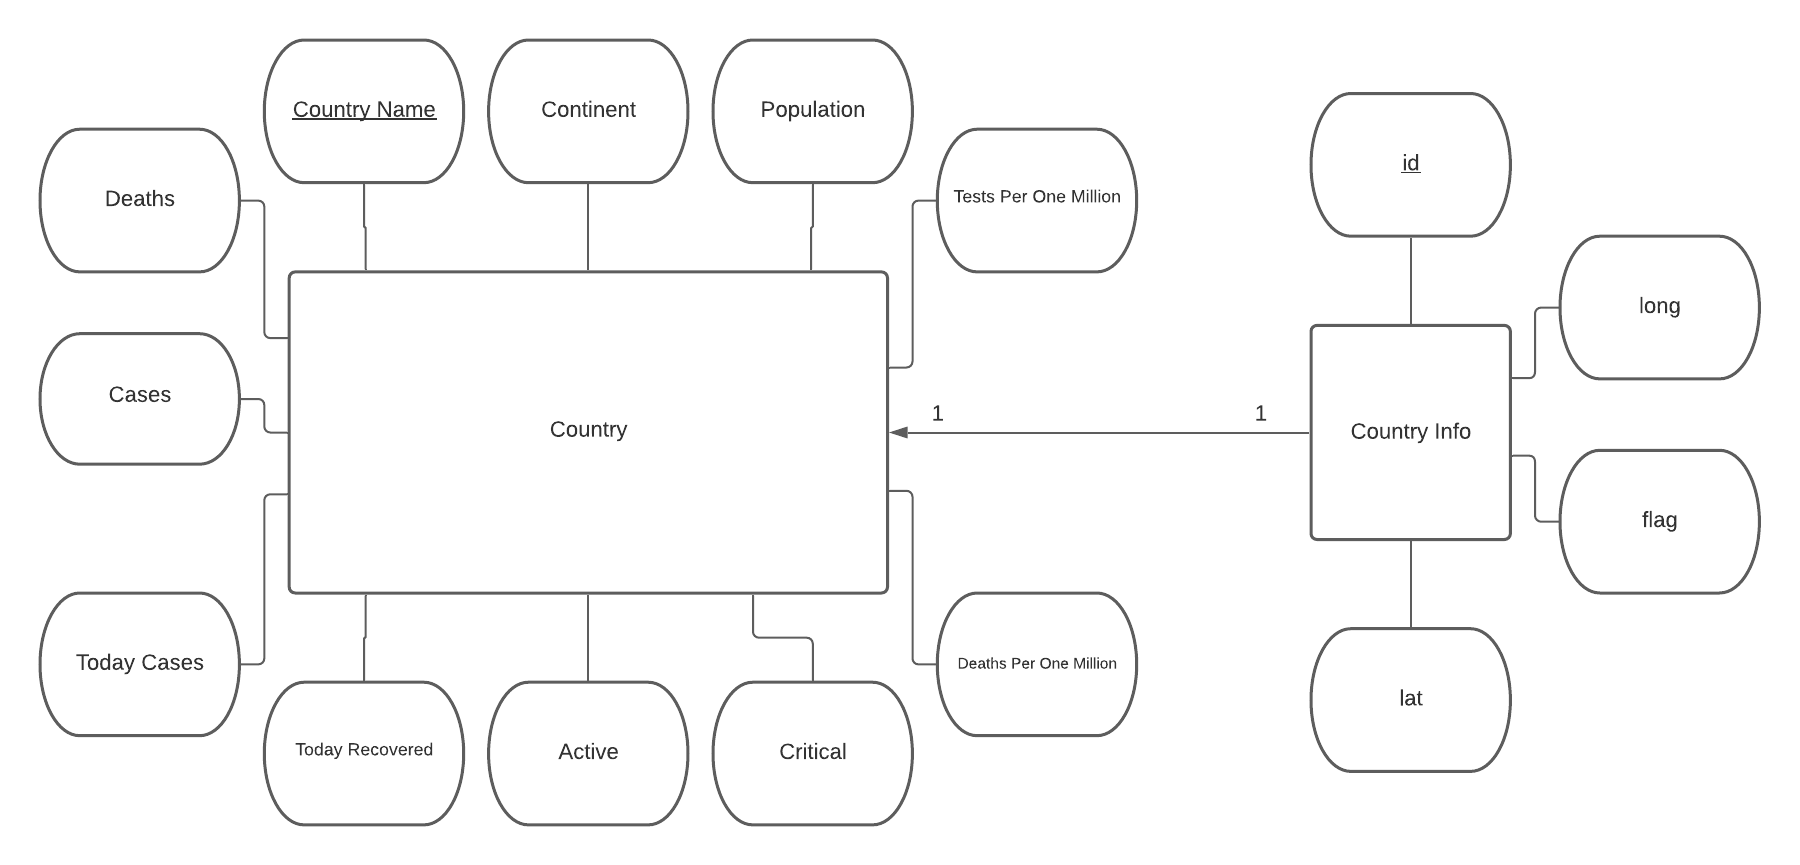 Country Name
Continent
Population
Deaths
Tests Per One Million
id
long
Cases
Country
1
1
Country Info
flag
Today Cases
Deaths Per One Million
lat
Today Recovered
Active
Critical